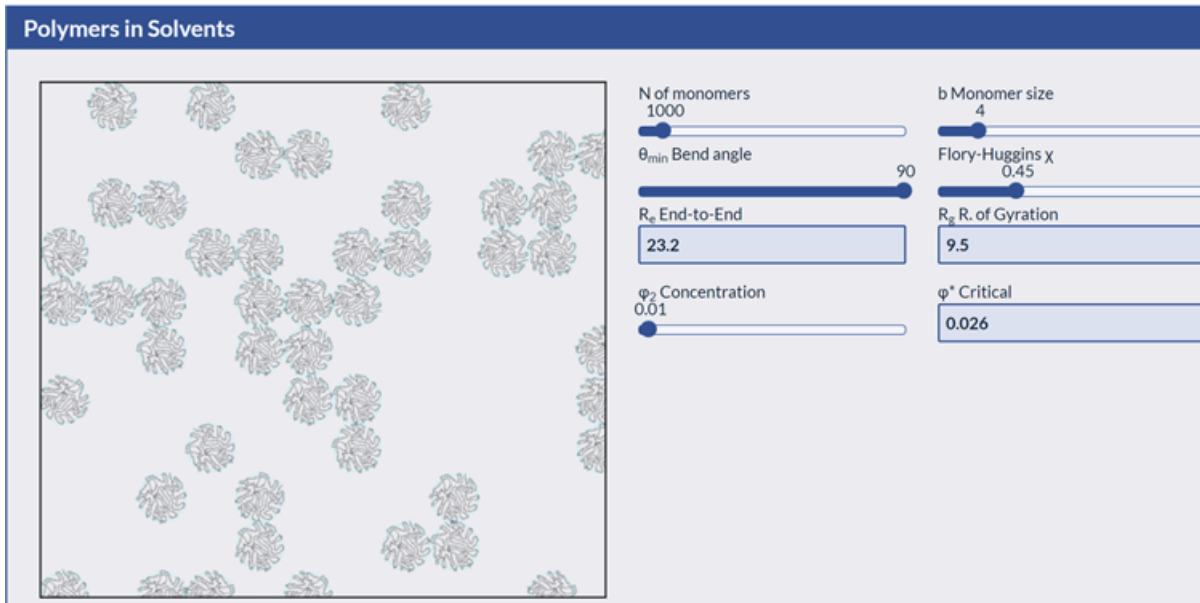 Polymers in Solvents
N of monomers
1000
b Monomer size
4
θmin Bend angle
90
Flory-Huggins χ
0.45
Re End-to-End
23.2
Rg R. of Gyration
9.5
φ2 Concentration
0.01
φ* Critical
0.026